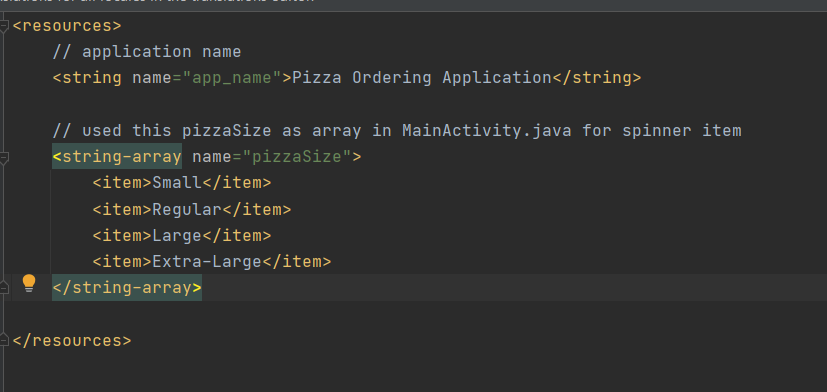 <resources>
    // application name
    <string name="app_name">Pizza Ordering Application</string>

    // used this pizzaSize as array in MainActivity.java for spinner item
    <string-array name="pizzaSize">
        <item>Small</item>
        <item>Regular</item>
        <item>Large</item>
        <item>Extra-Large</item>
    </string-array>

</resources>